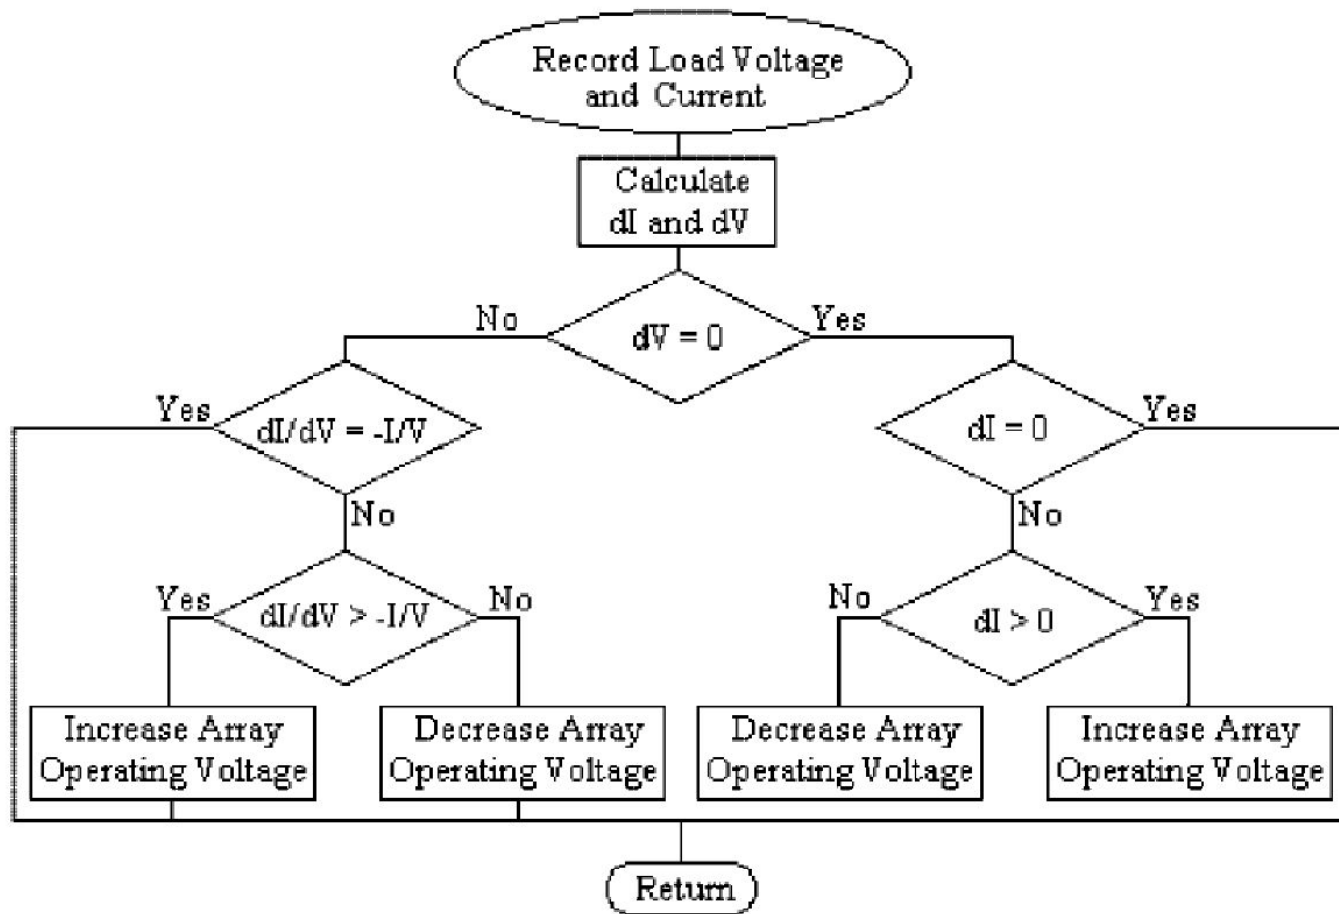 Record Load Voltage
and Current
Calculate
dI and dV
No
dV = 0
Yes
Yes
dI/dV = -I/V
dI = 0
Yes
No
No
Yes
dI/dV > -I/V
No
No
dI > 0
Yes
Increase Array
Operating Voltage
Decrease Array
Operating Voltage
Decrease Array
Operating Voltage
Increase Array
Operating Voltage
Return